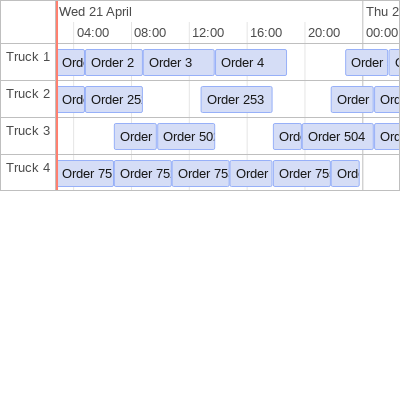 Wed 21 April Thu 2
04:00 08:00 12:00 16:00 20:00 00:00
Truck 1 Ord Order 2 Order 3 Order 4 Order
Truck 2 Ord Order 25 Order 253 Order Ord
Truck 3 Order Order 50 Ord Order 504 Ord
Truck 4 Order 75 Order 75 Order 75 Order Order 75 Ord